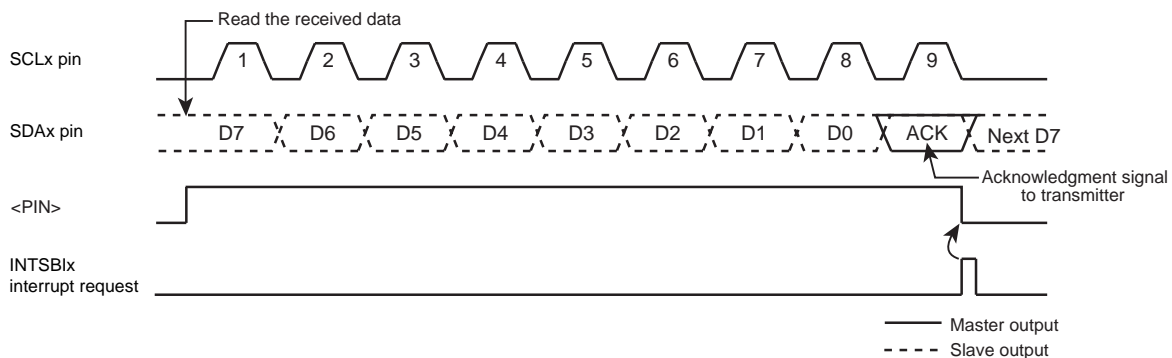 Read the received data
SCLx pin
1 2 3 4 5 6 7 8 9
SDAx pin
D7 D6 D5 D4 D3 D2 D1 D0 ACK Next D7
Acknowledgment signal
to transmitter
<PIN>
INTSBIx
interrupt request
Master output
Slave output